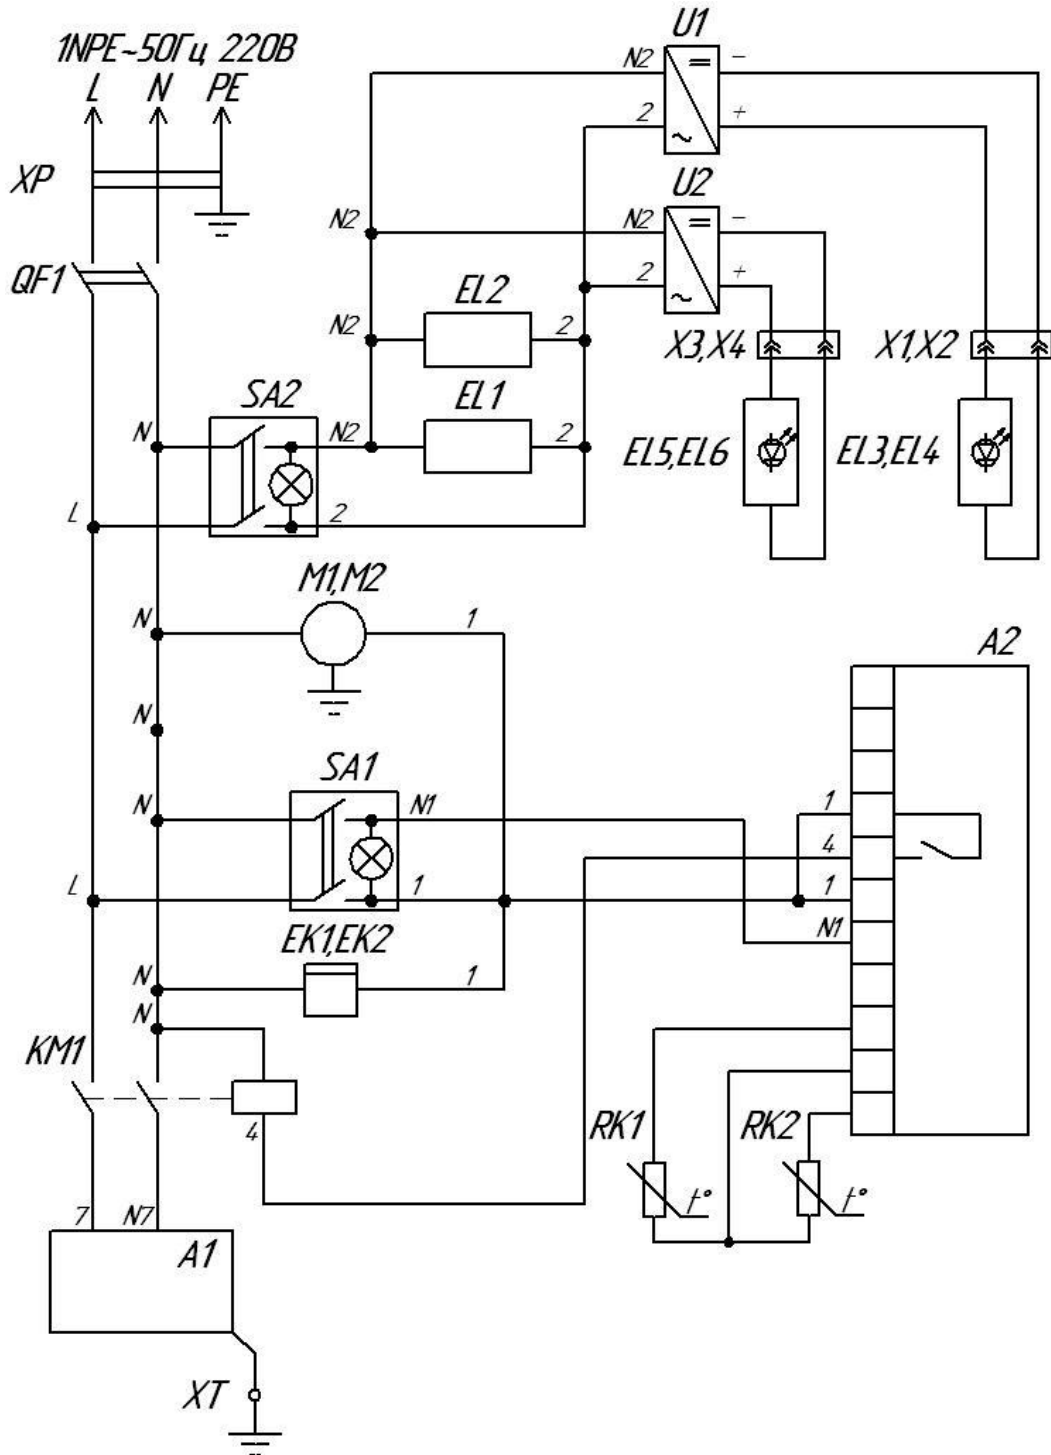 1NPE~50Гц 220В
L N PE
XP
QF1
U1
N2 −
2 +
~
U2
N2 N2 −
2 +
~
EL2
N2 2
X3,X4 X1,X2
SA2
EL1
N N2 2
EL5,EL6 EL3,EL4
L 2
M1,M2
N 1
A2
N
SA1
N N1 1
4
L 1 1
N1
EK1,EK2
N 1
N
KM1
4
RK1 RK2
t° t°
7 N7
A1
XT